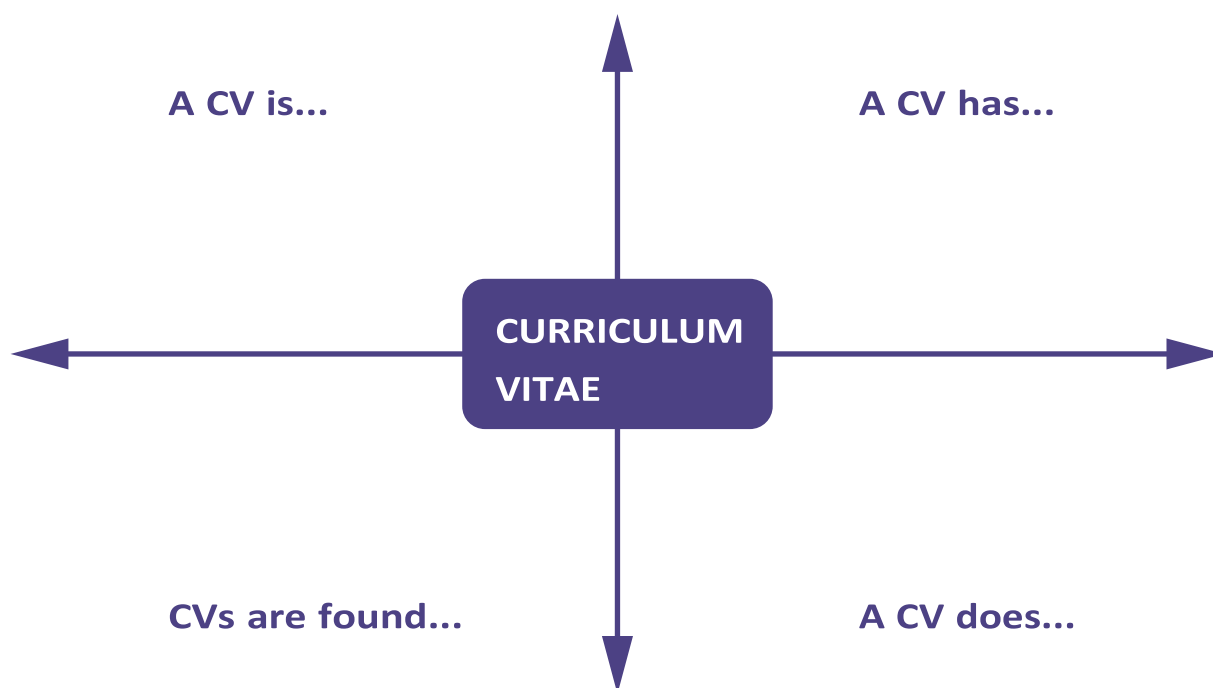 A CV is...
A CV has...
CURRICULUM
VITAE
CVs are found...
A CV does...